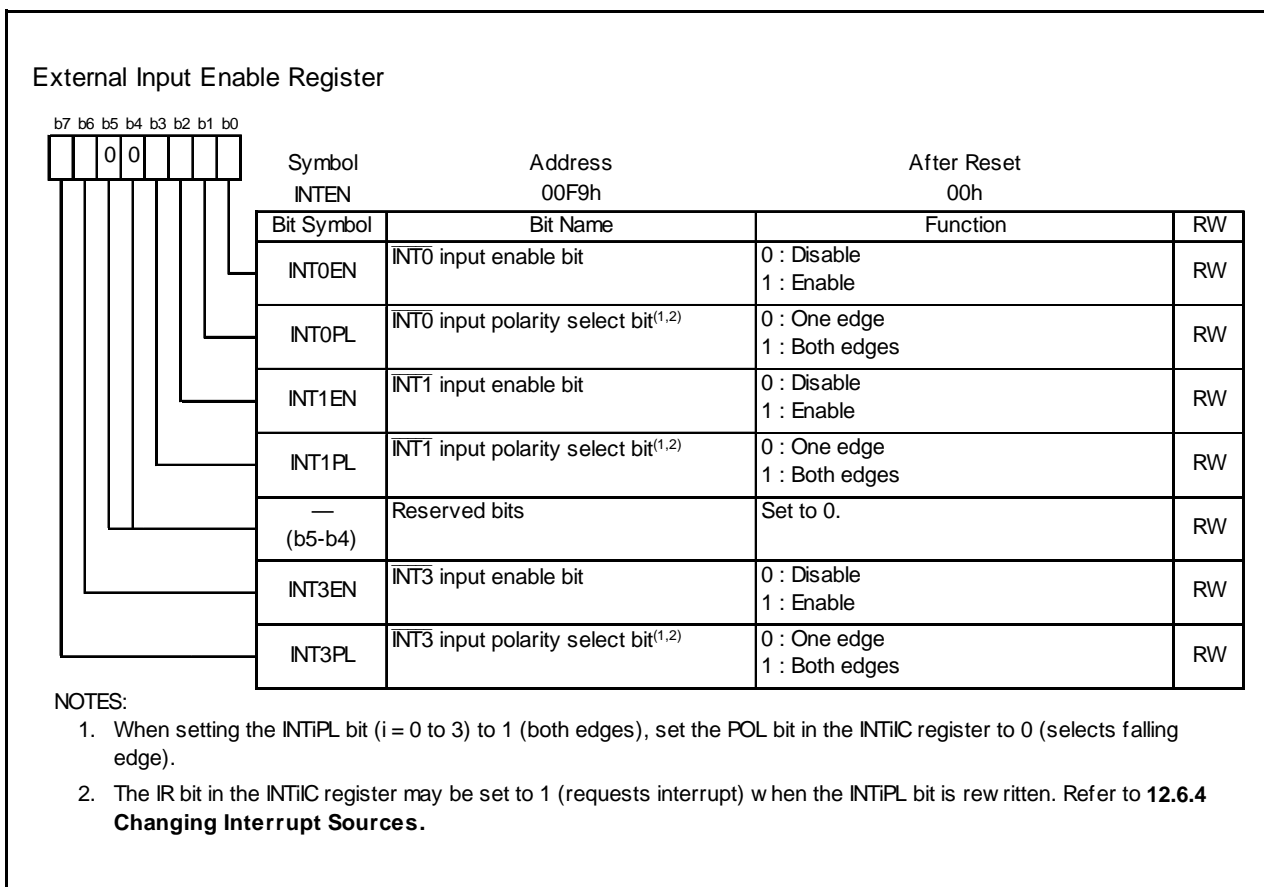 External Input Enable Register
b7 b6 b5 b4 b3 b2 b1 b0
0 0
Symbol Address After Reset
INTEN 00F9h 00h
Bit Symbol Bit Name Function RW
INT0EN INT0 input enable bit 0 : Disable RW
1 : Enable
INT0PL INT0 input polarity select bit(1,2) 0 : One edge RW
1 : Both edges
INT1EN INT1 input enable bit 0 : Disable RW
1 : Enable
INT1PL INT1 input polarity select bit(1,2) 0 : One edge RW
1 : Both edges
— Reserved bits Set to 0. RW
(b5-b4)
INT3EN INT3 input enable bit 0 : Disable RW
1 : Enable
INT3PL INT3 input polarity select bit(1,2) 0 : One edge RW
1 : Both edges
NOTES:
1. When setting the INTiPL bit (i = 0 to 3) to 1 (both edges), set the POL bit in the INTiIC register to 0 (selects falling
edge).
2. The IR bit in the INTiIC register may be set to 1 (requests interrupt) when the INTiPL bit is rewritten. Refer to 12.6.4
Changing Interrupt Sources.